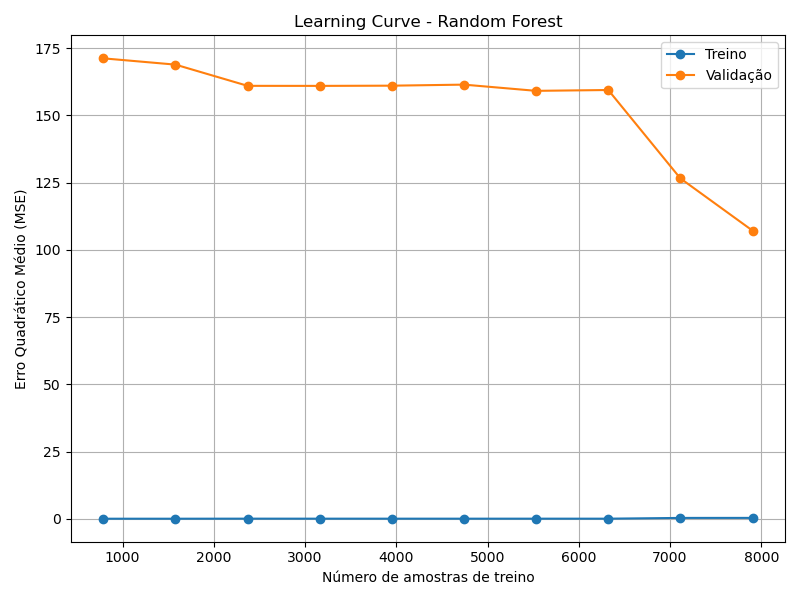 Learning Curve - Random Forest
Treino
Validação
175
150
125
100
75
50
25
0
Erro Quadrático Médio (MSE)
1000 2000 3000 4000 5000 6000 7000 8000
Número de amostras de treino